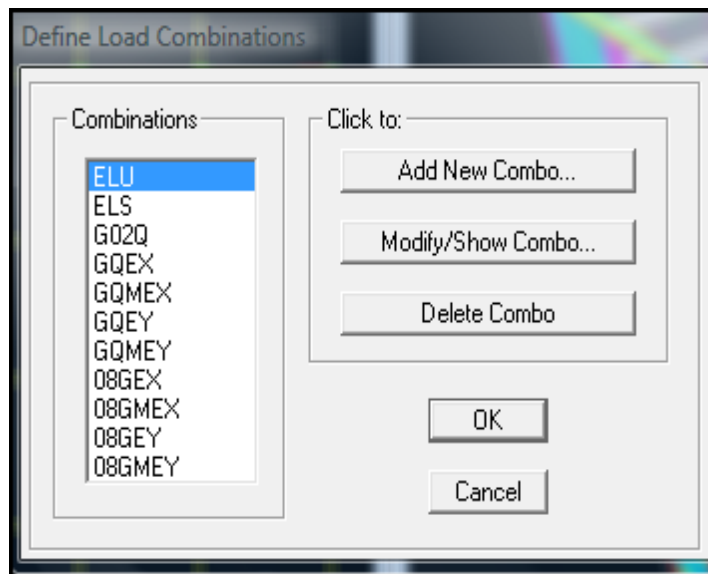 Define Load Combinations
Combinations
ELU
ELS
G02Q
GQEX
GQMEX
GQEY
GQMEY
08GEX
08GMEX
08GEY
08GMEY
Click to:
Add New Combo...
Modify/Show Combo...
Delete Combo
OK
Cancel